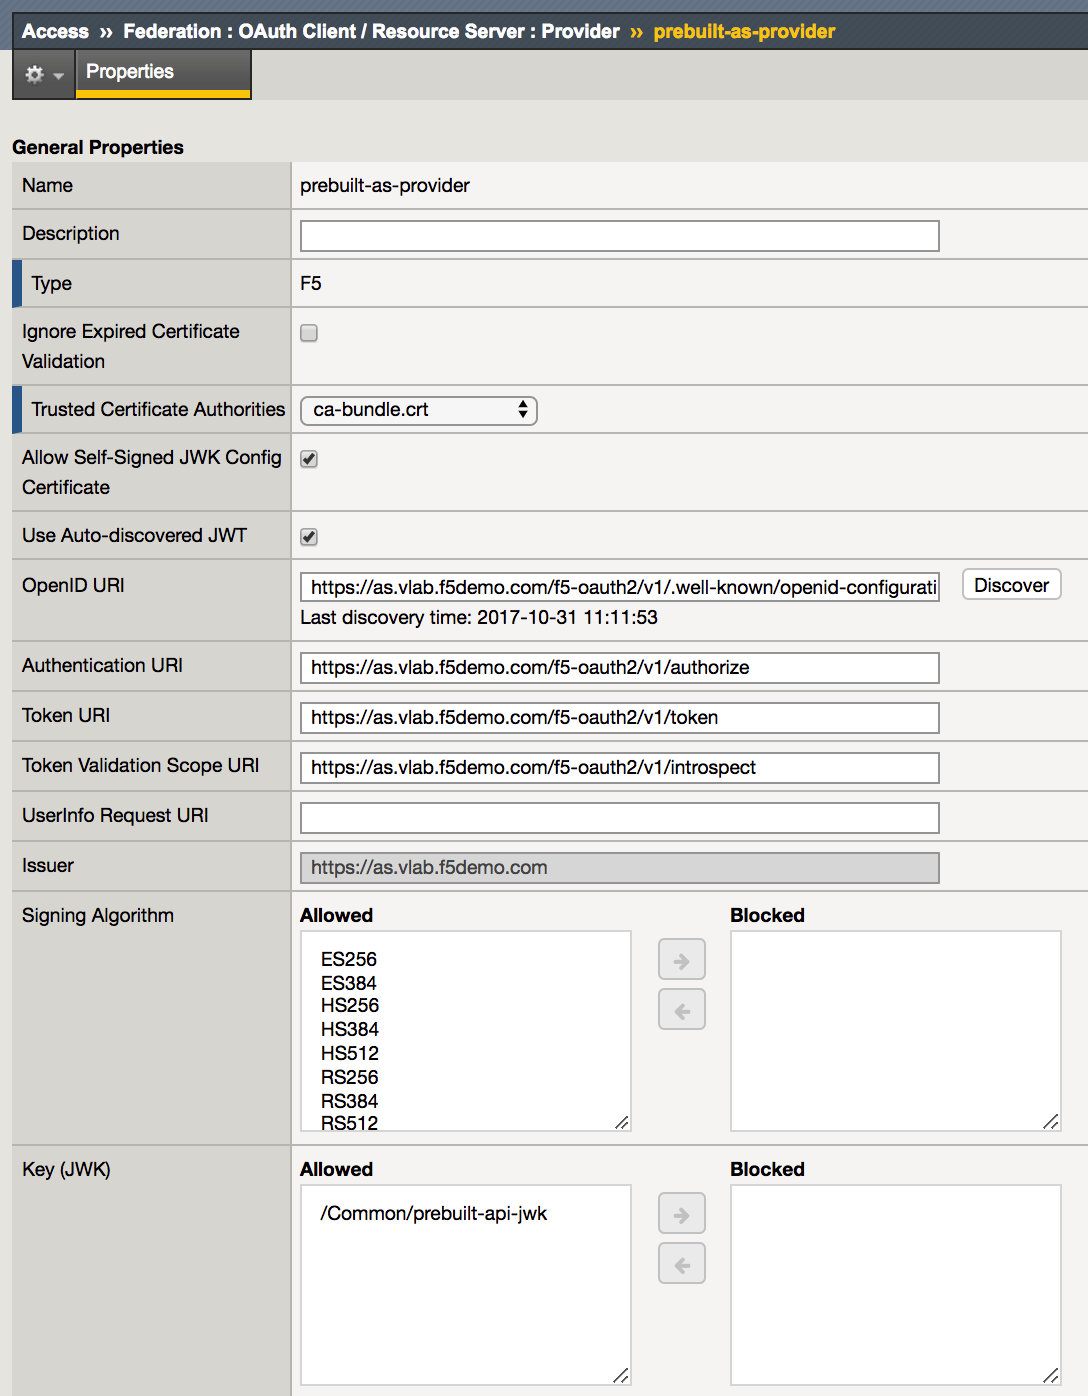 Access » Federation : OAuth Client / Resource Server : Provider » prebuilt-as-provider
Properties
General Properties
Name prebuilt-as-provider
Description
Type F5
Ignore Expired Certificate
Validation
Trusted Certificate Authorities ca-bundle.crt
Allow Self-Signed JWK Config
Certificate
Use Auto-discovered JWT
OpenID URI https://as.vlab.f5demo.com/f5-oauth2/v1/.well-known/openid-configurati Discover
Last discovery time: 2017-10-31 11:11:53
Authentication URI https://as.vlab.f5demo.com/f5-oauth2/v1/authorize
Token URI https://as.vlab.f5demo.com/f5-oauth2/v1/token
Token Validation Scope URI https://as.vlab.f5demo.com/f5-oauth2/v1/introspect
UserInfo Request URI
Issuer https://as.vlab.f5demo.com
Signing Algorithm Allowed Blocked
ES256
ES384
HS256
HS384
HS512
RS256
RS384
RS512
Key (JWK) Allowed Blocked
/Common/prebuilt-api-jwk